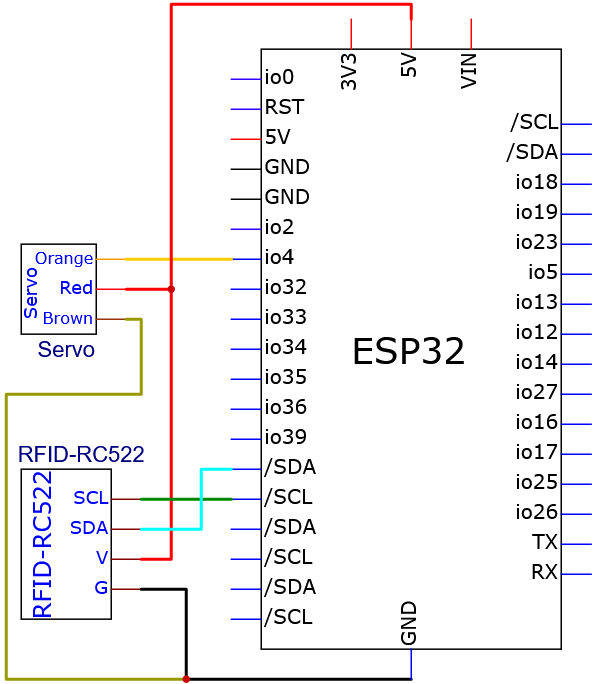 3V3
5V
VIN
io0
RST
5V
GND
GND
io2
io4
io32
io33
io34
io35
io36
io39
/SDA
/SCL
/SDA
/SCL
/SDA
/SCL
/SCL
/SDA
io18
io19
io23
io5
io13
io12
io14
io27
io16
io17
io25
io26
TX
RX
ESP32
GND
Servo
Orange
Red
Brown
Servo
RFID-RC522
RFID-RC522
SCL
SDA
V
G